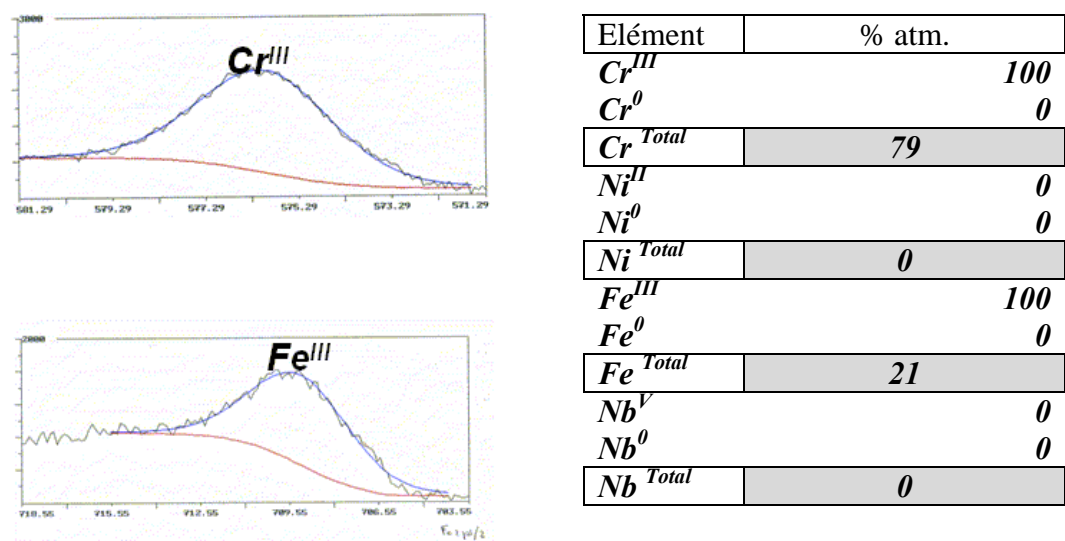 3000
Cr^III
581.29 579.29 577.29 575.29 573.29 571.29
2000
Fe^III
718.55 715.55 712.55 709.55 706.55 703.55
Elément % atm.
Cr^III 100
Cr^0 0
Cr ^Total 79
Ni^II 0
Ni^0 0
Ni ^Total 0
Fe^III 100
Fe^0 0
Fe ^Total 21
Nb^V 0
Nb^0 0
Nb ^Total 0